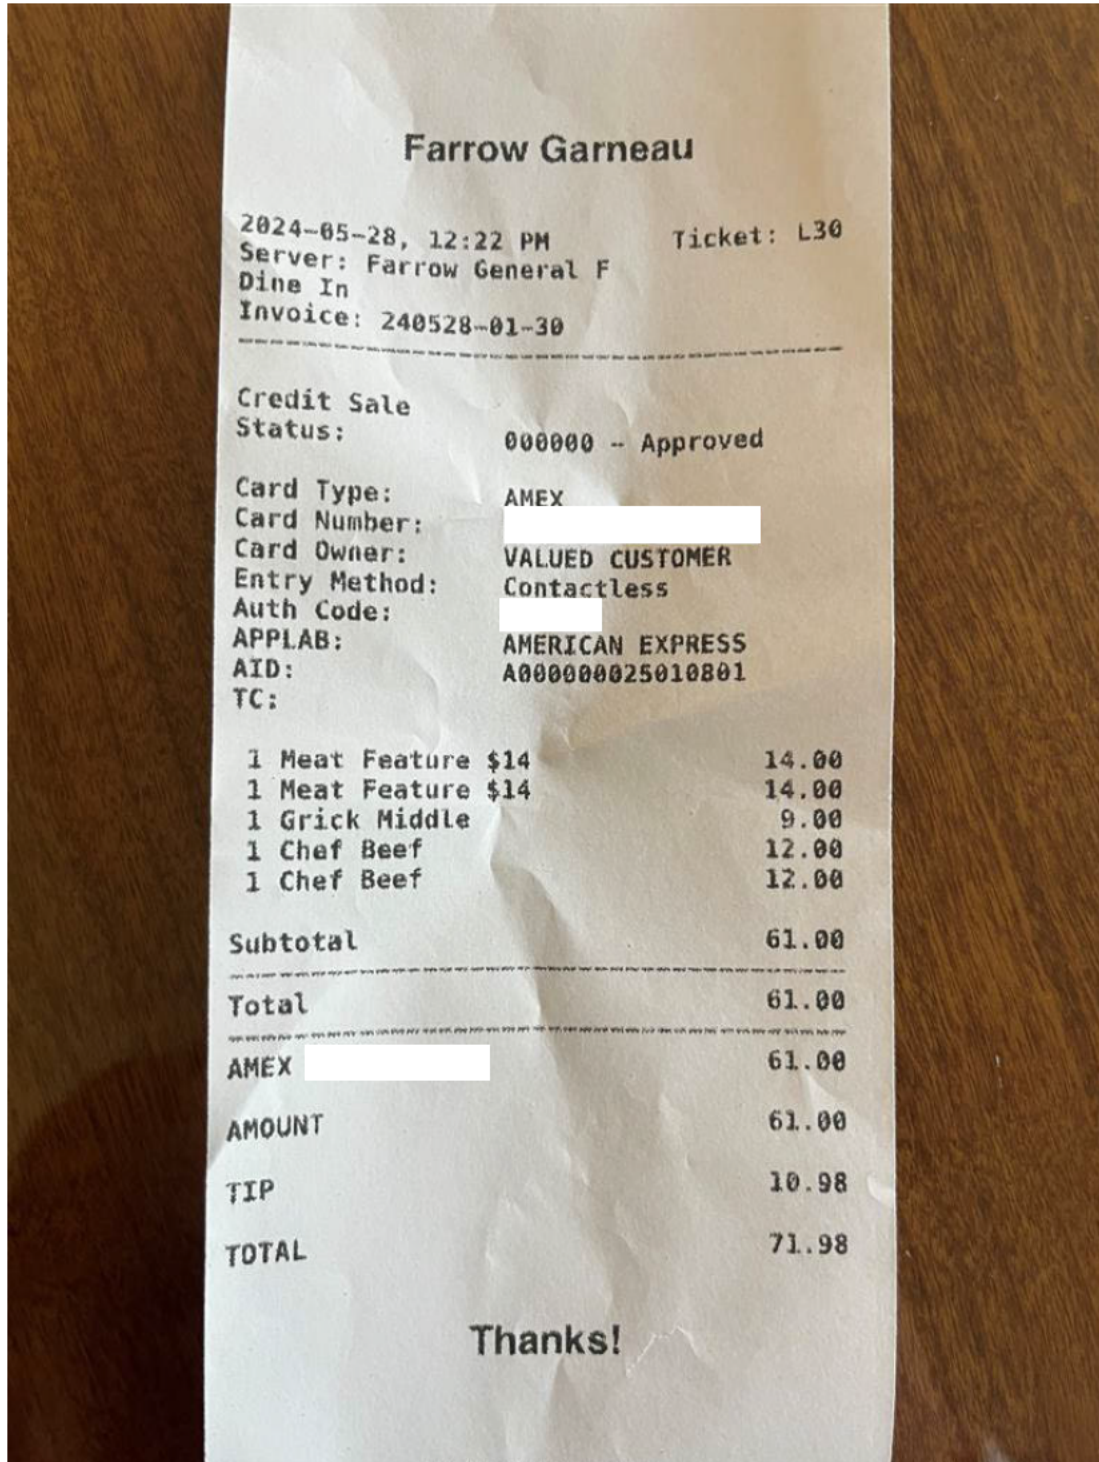 Farrow Garneau
2024-05-28, 12:22 PM Ticket: L30
Server: Farrow General F
Dine In
Invoice: 240528-01-30
Credit Sale
Status: 000000 - Approved
Card Type: AMEX
Card Number:
Card Owner: VALUED CUSTOMER
Entry Method: Contactless
Auth Code:
APPLAB: AMERICAN EXPRESS
AID: A000000025010801
TC:
1 Meat Feature $14 14.00
1 Meat Feature $14 14.00
1 Grick Middle 9.00
1 Chef Beef 12.00
1 Chef Beef 12.00
Subtotal 61.00
Total 61.00
AMEX 61.00
AMOUNT 61.00
TIP 10.98
TOTAL 71.98
Thanks!